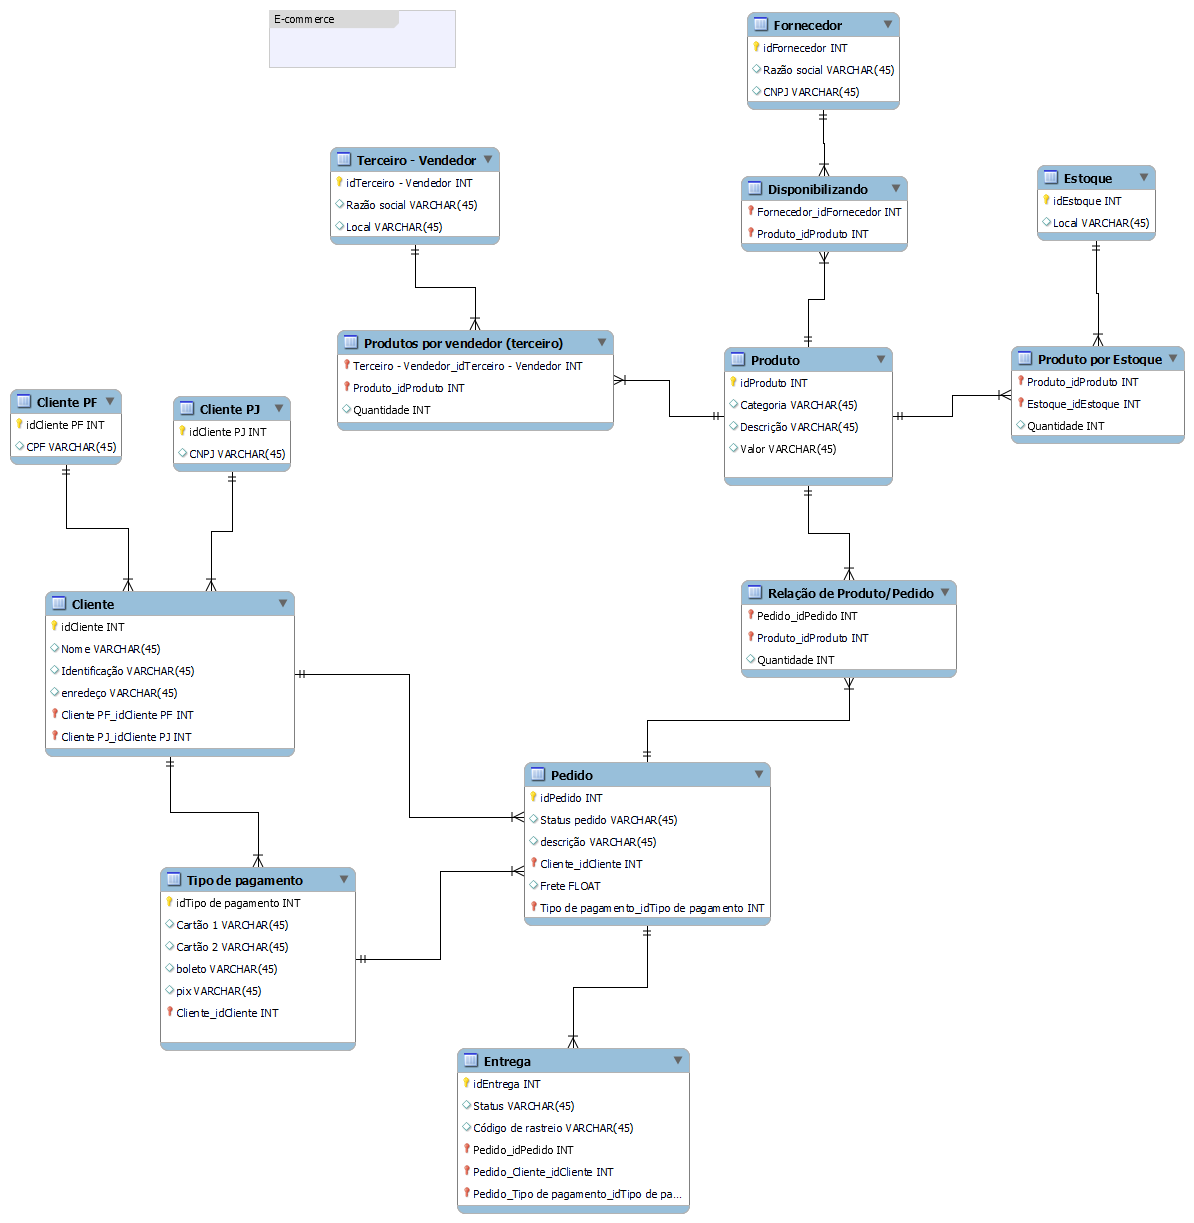 E-commerce
Fornecedor
idFornecedor INT
Razão social VARCHAR(45)
CNPJ VARCHAR(45)
Terceiro - Vendedor
idTerceiro - Vendedor INT
Razão social VARCHAR(45)
Local VARCHAR(45)
Disponibilizando
Fornecedor_idFornecedor INT
Produto_idProduto INT
Estoque
idEstoque INT
Local VARCHAR(45)
Produtos por vendedor (terceiro)
Terceiro - Vendedor_idTerceiro - Vendedor INT
Produto_idProduto INT
Quantidade INT
Produto
idProduto INT
Categoria VARCHAR(45)
Descrição VARCHAR(45)
Valor VARCHAR(45)
Produto por Estoque
Produto_idProduto INT
Estoque_idEstoque INT
Quantidade INT
Cliente PF
idCliente PF INT
CPF VARCHAR(45)
Cliente PJ
idCliente PJ INT
CNPJ VARCHAR(45)
Cliente
idCliente INT
Nome VARCHAR(45)
Identificação VARCHAR(45)
enredeço VARCHAR(45)
Cliente PF_idCliente PF INT
Cliente PJ_idCliente PJ INT
Relação de Produto/Pedido
Pedido_idPedido INT
Produto_idProduto INT
Quantidade INT
Pedido
idPedido INT
Status pedido VARCHAR(45)
descrição VARCHAR(45)
Cliente_idCliente INT
Frete FLOAT
Tipo de pagamento_idTipo de pagamento INT
Tipo de pagamento
idTipo de pagamento INT
Cartão 1 VARCHAR(45)
Cartão 2 VARCHAR(45)
boleto VARCHAR(45)
pix VARCHAR(45)
Cliente_idCliente INT
Entrega
idEntrega INT
Status VARCHAR(45)
Código de rastreio VARCHAR(45)
Pedido_idPedido INT
Pedido_Cliente_idCliente INT
Pedido_Tipo de pagamento_idTipo de pa...